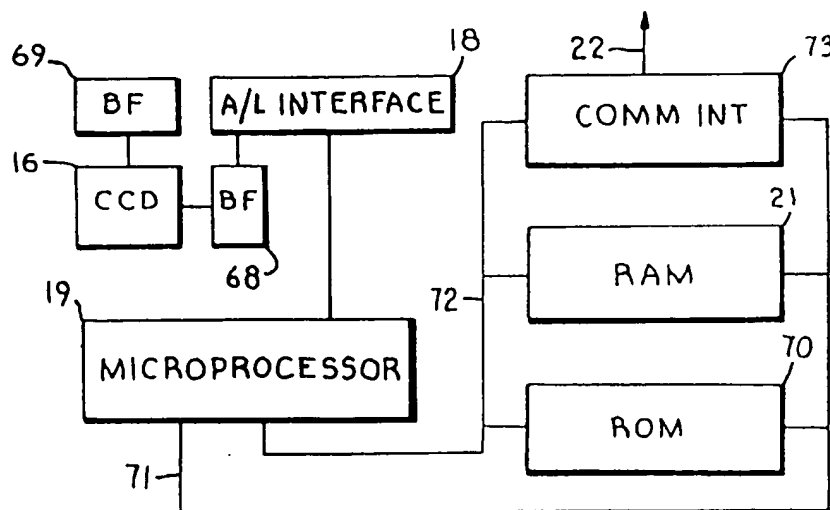 69
BF
18
A/L INTERFACE
22
73
COMM INT
16
CCD
BF
68
21
RAM
72
19
MICROPROCESSOR
70
ROM
71